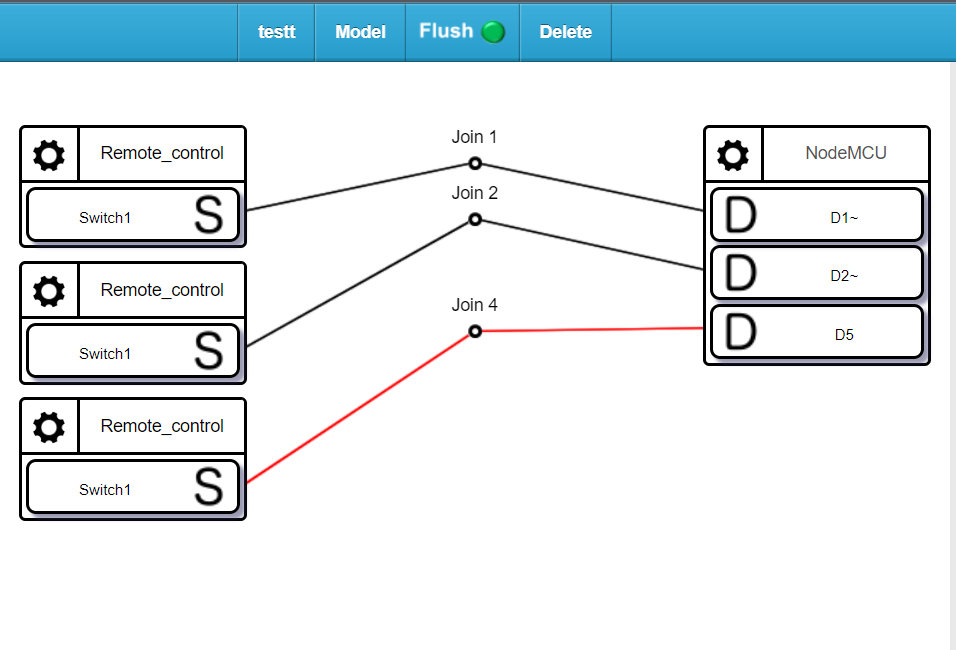 testt Model Flush Delete
Join 1
Remote_control
NodeMCU
Join 2
Switch1 S
D D1~
D D2~
Remote_control
Join 4
Switch1 S
D D5
Remote_control
Switch1 S